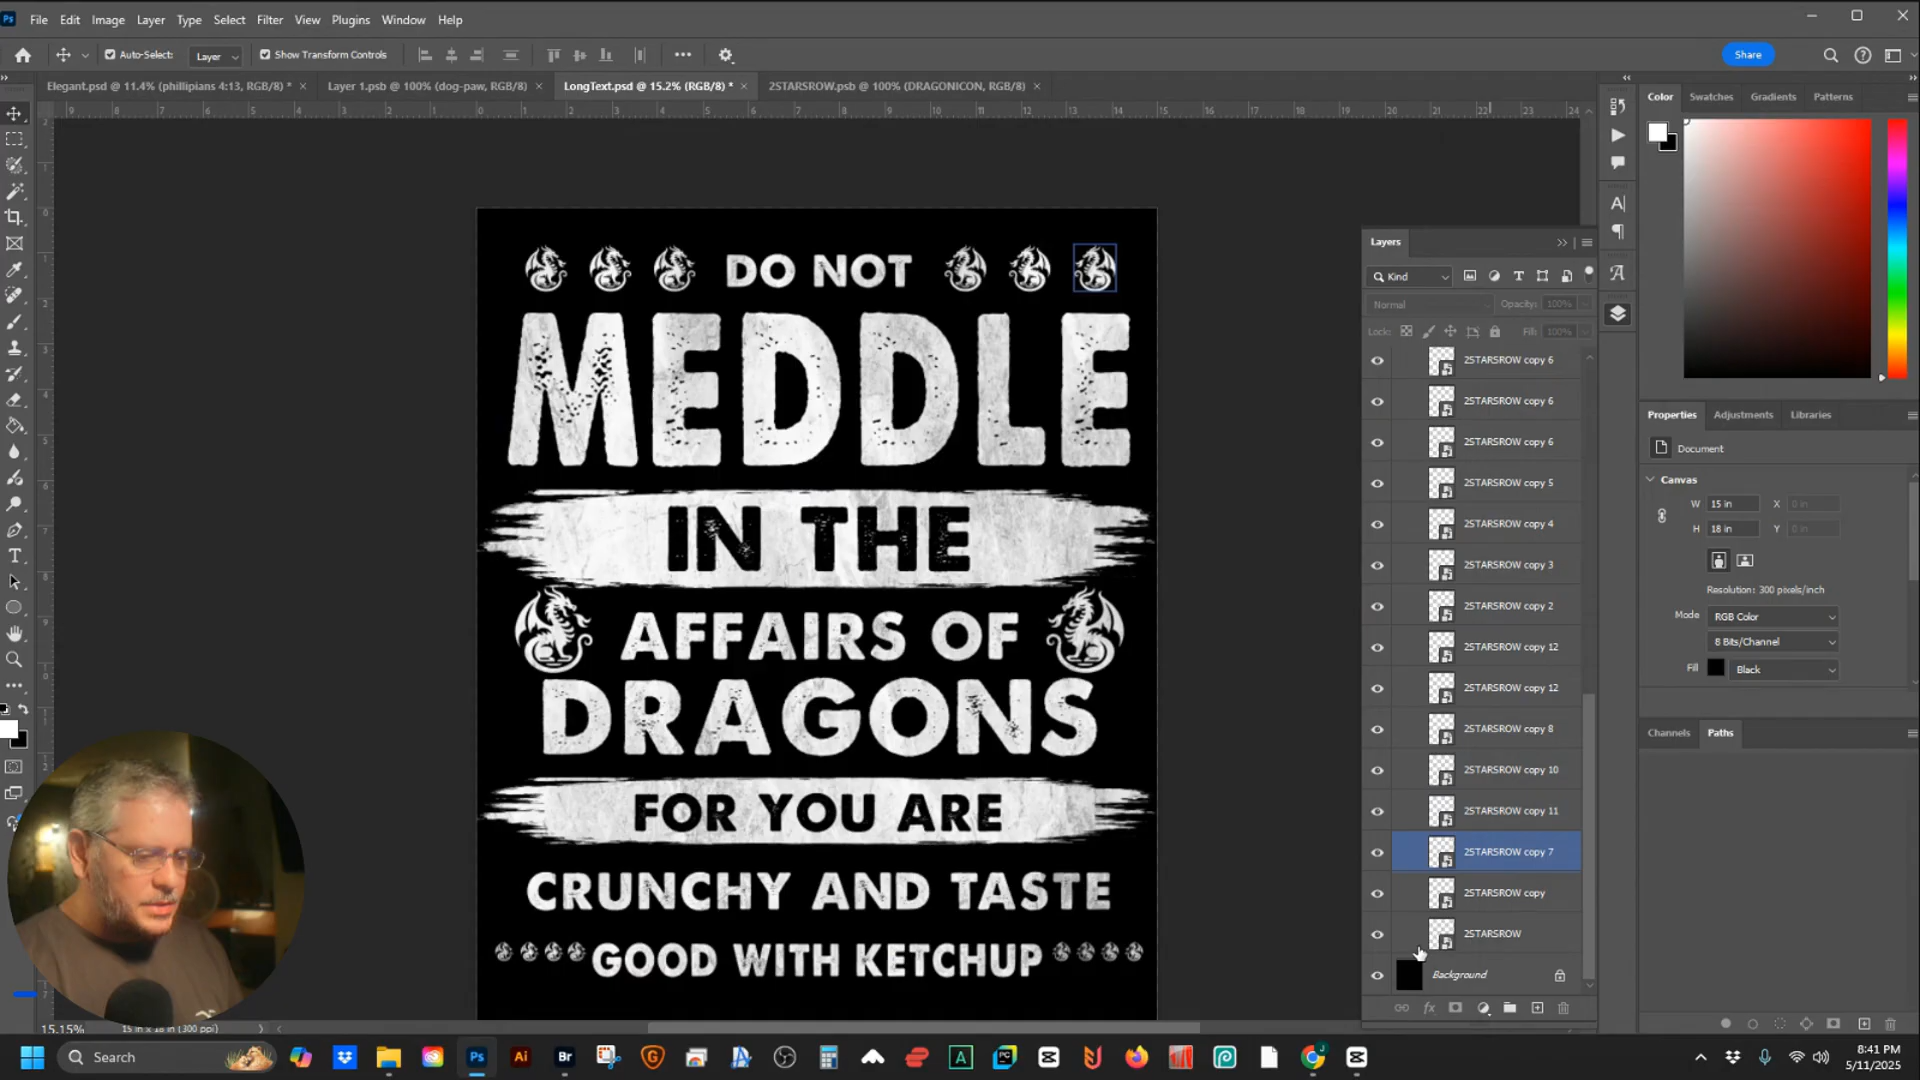 File Edit Image Layer Type Select Filter View Plugins Window Help
Auto-Select: Layer Show Transform Controls Share
Elegant.psd @ 11.4% (phillipians 4:13, RGB/8) * Layer 1.psb @ 100% (dog-paw, RGB/8) LongText.psd @ 15.2% (RGB/8) * 2STARSROW.psb @ 100% (DRAGONICON, RGB/8)
DO NOT
MEDDLE
IN THE
AFFAIRS OF
DRAGONS
FOR YOU ARE
CRUNCHY AND TASTE
GOOD WITH KETCHUP
Layers
Kind
Normal Opacity: 100%
Lock: Fill: 100%
2STARSROW copy 6
2STARSROW copy 6
2STARSROW copy 6
2STARSROW copy 5
2STARSROW copy 4
2STARSROW copy 3
2STARSROW copy 2
2STARSROW copy 12
2STARSROW copy 12
2STARSROW copy 8
2STARSROW copy 10
2STARSROW copy 11
2STARSROW copy 7
2STARSROW copy
2STARSROW
Background
Color Swatches Gradients Patterns
Properties Adjustments Libraries
Document
Canvas
W 15 in X 0 in
H 18 in Y 0 in
Resolution: 300 pixels/inch
Mode RGB Color
8 Bits/Channel
Fill Black
Channels Paths
15.15% 15 in x 18 in (300 ppi)
Search
8:41 PM
5/11/2025